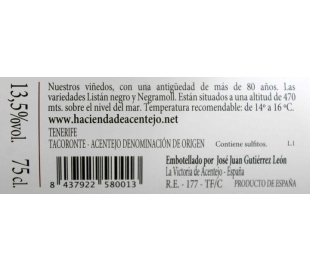 13,5%vol. 75 cl.
Nuestros viñedos, con una antigüedad de más de 80 años. Las
variedades Listán negro y Negramoll. Están situados a una altitud de 470
mts. sobre el nivel del mar. Temperatura recomendable: de 14º a 16 ºC.
www.haciendadeacentejo.net
TENERIFE
TACORONTE - ACENTEJO DENOMINACIÓN DE ORIGEN Contiene sulfitos. L.1
Embotellado por José Juan Gutiérrez León
La Victoria de Acentejo - España
R.E. - 177 - TF/C PRODUCTO DE ESPAÑA
8 437922 580013